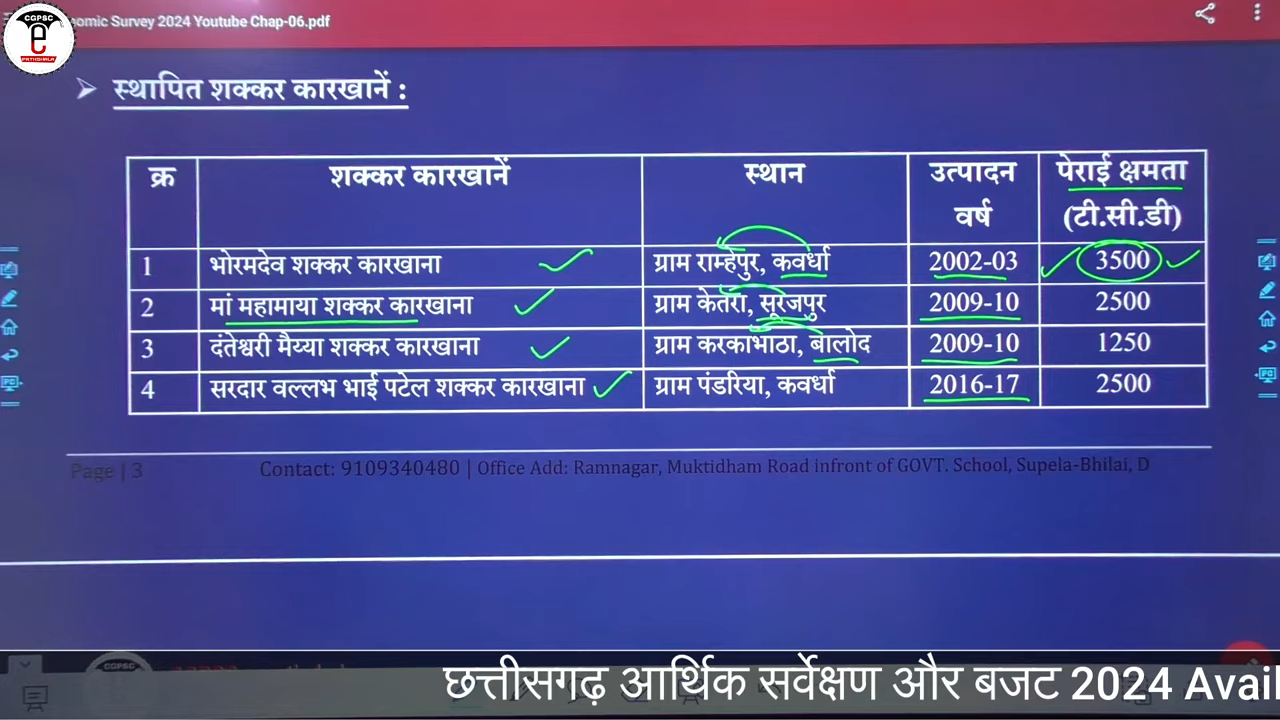 CGPSC
e
PATHSHALA
omic Survey 2024 Youtube Chap-06.pdf
स्थापित शक्कर कारखानें :
क्र शक्कर कारखानें स्थान उत्पादन वर्ष पेराई क्षमता (टी.सी.डी)
1 भोरमदेव शक्कर कारखाना ग्राम राम्हेपुर, कवर्धा 2002-03 3500
2 मां महामाया शक्कर कारखाना ग्राम केतरा, सूरजपुर 2009-10 2500
3 दंतेश्वरी मैय्या शक्कर कारखाना ग्राम करकाभाठा, बालोद 2009-10 1250
4 सरदार वल्लभ भाई पटेल शक्कर कारखाना ग्राम पंडरिया, कवर्धा 2016-17 2500
Page | 3 Contact: 9109340480 | Office Add: Ramnagar, Muktidham Road infront of GOVT. School, Supela-Bhilai, D
CGPSC
छत्तीसगढ़ आर्थिक सर्वेक्षण और बजट 2024 Avail